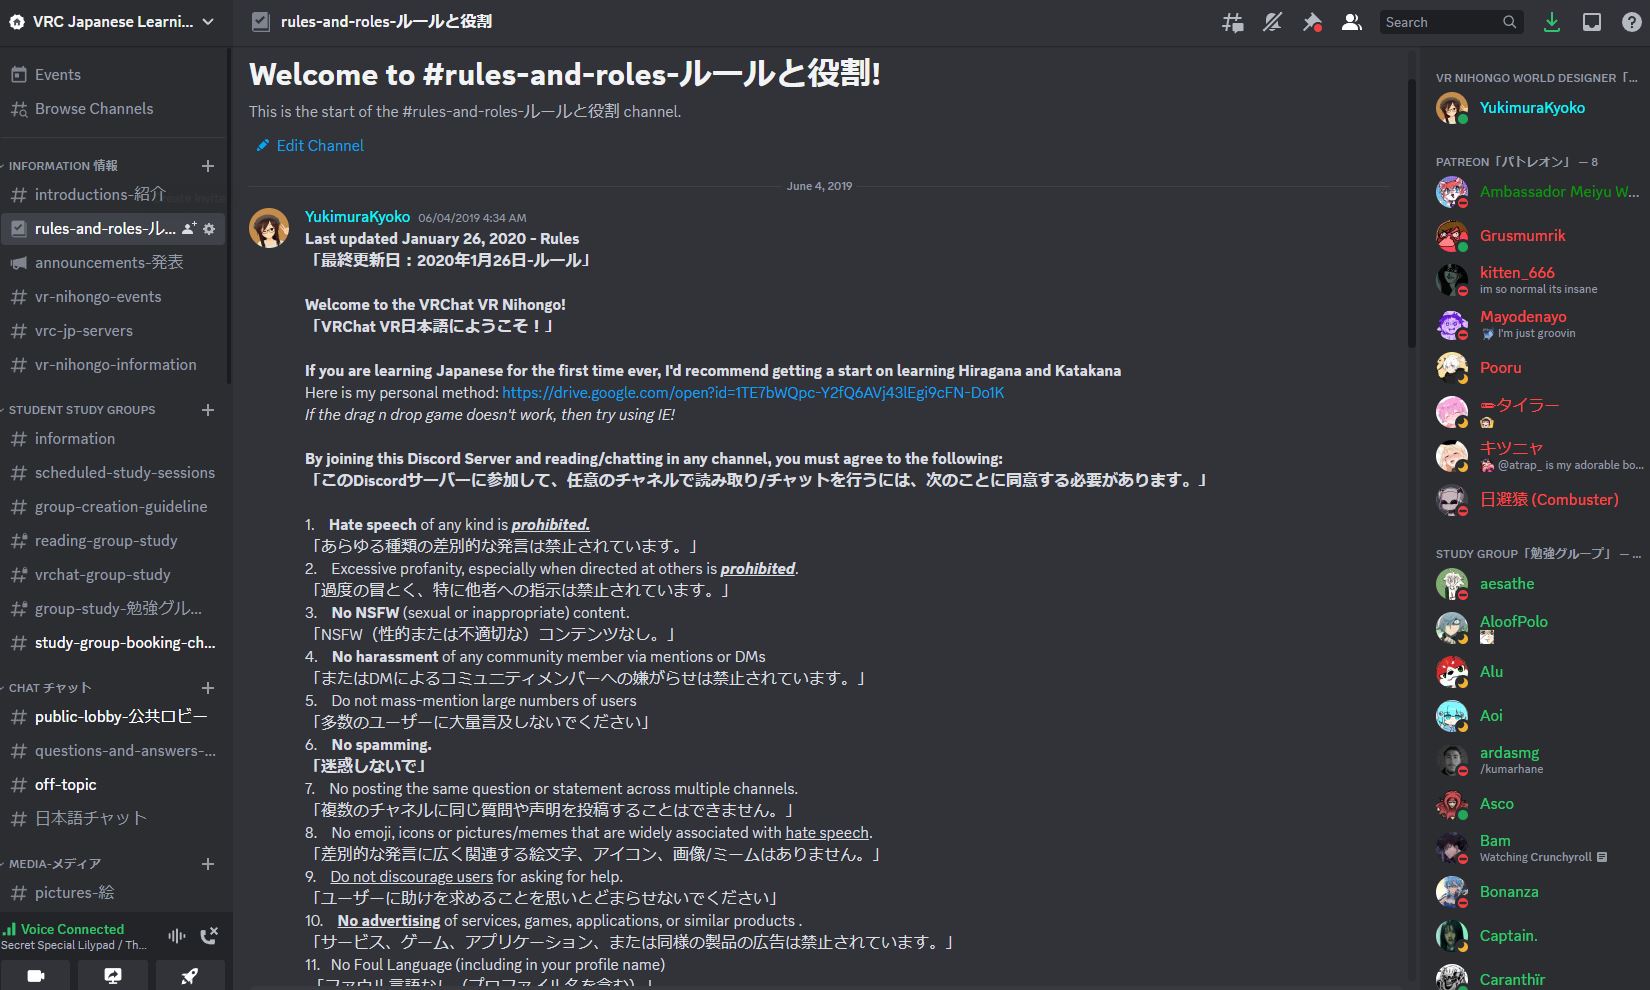 VRC Japanese Learni...
Events
Browse Channels
INFORMATION 情報
introductions-紹介
rules-and-roles-ル...
announcements-発表
vr-nihongo-events
vrc-jp-servers
vr-nihongo-information
STUDENT STUDY GROUPS
information
scheduled-study-sessions
group-creation-guideline
reading-group-study
vrchat-group-study
group-study-勉強グル...
study-group-booking-ch...
CHAT チャット
public-lobby-公共ロビー
questions-and-answers-...
off-topic
日本語チャット
MEDIA-メディア
pictures-絵
Voice Connected
Secret Special Lilypad / Th...
rules-and-roles-ルールと役割
Search
Welcome to #rules-and-roles-ルールと役割!
This is the start of the #rules-and-roles-ルールと役割 channel.
Edit Channel
June 4, 2019
YukimuraKyoko 06/04/2019 4:34 AM
Last updated January 26, 2020 - Rules
「最終更新日：2020年1月26日-ルール」
Welcome to the VRChat VR Nihongo!
「VRChat VR日本語にようこそ！」
If you are learning Japanese for the first time ever, I'd recommend getting a start on learning Hiragana and Katakana
Here is my personal method: https://drive.google.com/open?id=1TE7bWQpc-Y2fQ6AVj43lEgi9cFN-Do1K
If the drag n drop game doesn't work, then try using IE!
By joining this Discord Server and reading/chatting in any channel, you must agree to the following:
「このDiscordサーバーに参加して、任意のチャネルで読み取り/チャットを行うには、次のことに同意する必要があります。」
1. Hate speech of any kind is prohibited.
「あらゆる種類の差別的な発言は禁止されています。」
2. Excessive profanity, especially when directed at others is prohibited.
「過度の冒とく、特に他者への指示は禁止されています。」
3. No NSFW (sexual or inappropriate) content.
「NSFW（性的または不適切な）コンテンツなし。」
4. No harassment of any community member via mentions or DMs
「またはDMによるコミュニティメンバーへの嫌がらせは禁止されています。」
5. Do not mass-mention large numbers of users
「多数のユーザーに大量言及しないでください」
6. No spamming.
「迷惑しないで」
7. No posting the same question or statement across multiple channels.
「複数のチャネルに同じ質問や声明を投稿することはできません。」
8. No emoji, icons or pictures/memes that are widely associated with hate speech.
「差別的な発言に広く関連する絵文字、アイコン、画像/ミームはありません。」
9. Do not discourage users for asking for help.
「ユーザーに助けを求めることを思いとどまらせないでください」
10. No advertising of services, games, applications, or similar products .
「サービス、ゲーム、アプリケーション、または同様の製品の広告は禁止されています。」
11. No Foul Language (including in your profile name)
「ファウル言語なし（プロファイル名を含む）」
VR NIHONGO WORLD DESIGNER「...
YukimuraKyoko
PATREON「パトレオン」 — 8
Ambassador Meiyu W...
Grusmumrik
kitten_666
im so normal its insane
Mayodenayo
I'm just groovin
Pooru
タイラー
キツニャ
@atrap_ is my adorable bo...
日避猿 (Combuster)
STUDY GROUP「勉強グループ」 — ...
aesathe
AloofPolo
Alu
Aoi
ardasmg
/kumarhane
Asco
Bam
Watching Crunchyroll
Bonanza
Captain.
Caranthïr